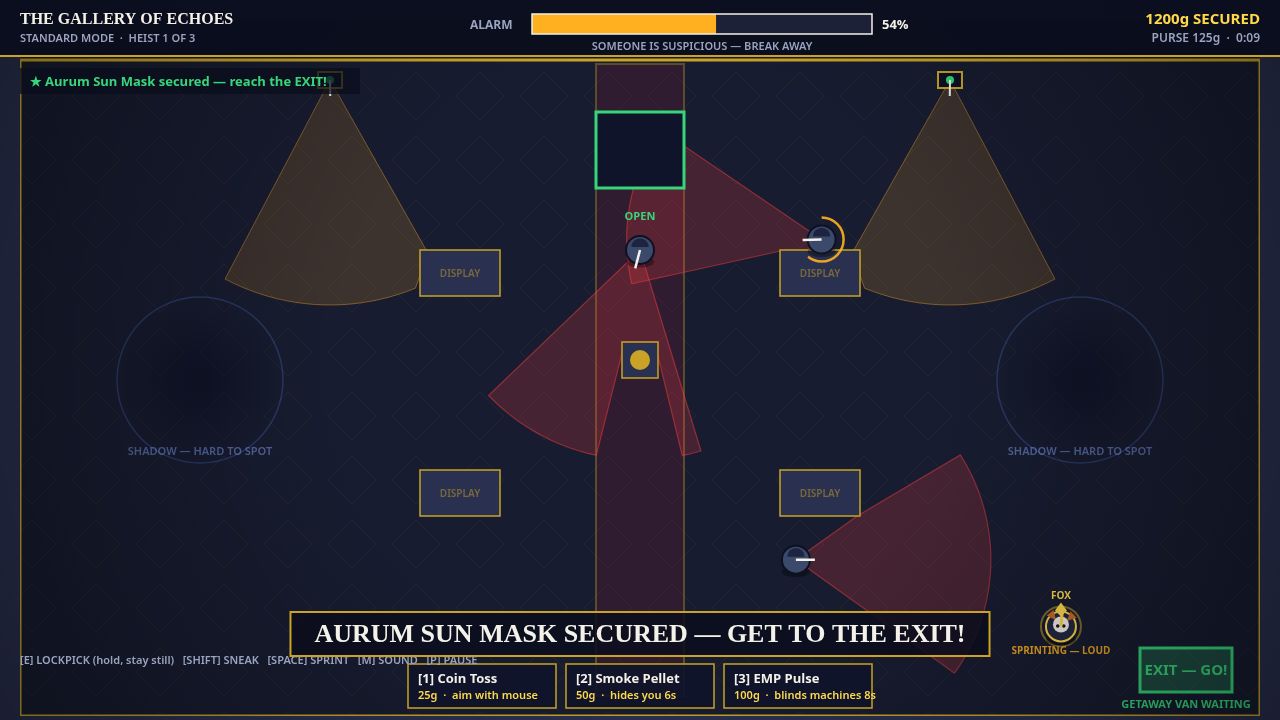 THE GALLERY OF ECHOES
STANDARD MODE · HEIST 1 OF 3
ALARM
54%
SOMEONE IS SUSPICIOUS — BREAK AWAY
1200g SECURED
PURSE 125g · 0:09
★ Aurum Sun Mask secured — reach the EXIT!
OPEN
DISPLAY
DISPLAY
SHADOW — HARD TO SPOT
SHADOW — HARD TO SPOT
DISPLAY
DISPLAY
FOX
SPRINTING — LOUD
AURUM SUN MASK SECURED — GET TO THE EXIT!
[E] LOCKPICK (hold, stay still) [SHIFT] SNEAK [SPACE] SPRINT [M] SOUND [P] PAUSE
[1] Coin Toss
25g · aim with mouse
[2] Smoke Pellet
50g · hides you 6s
[3] EMP Pulse
100g · blinds machines 8s
EXIT — GO!
GETAWAY VAN WAITING